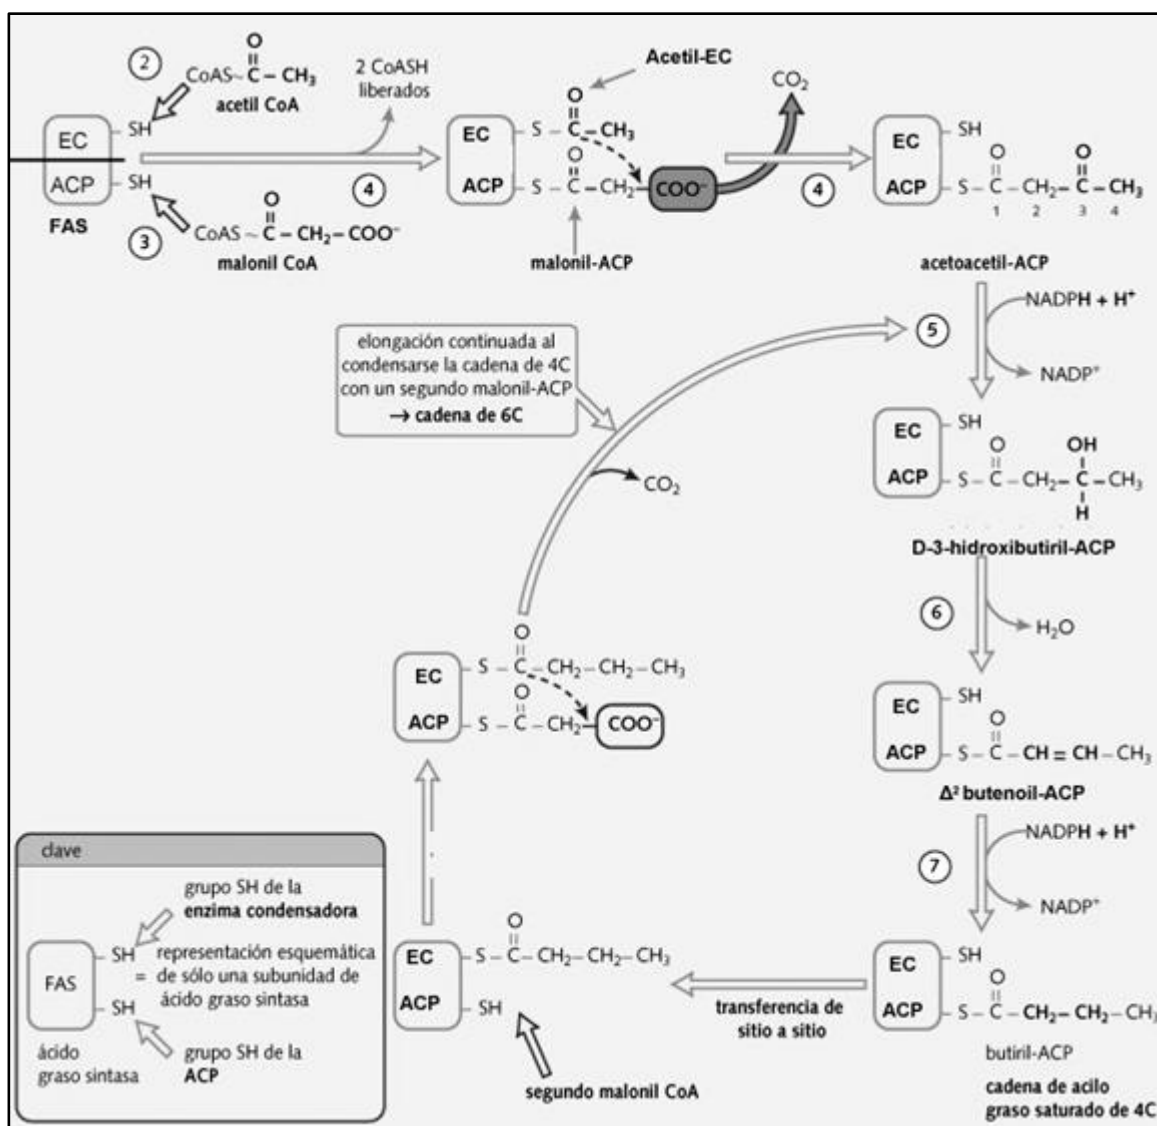 2
CoAS~C–CH₃
O
acetil CoA
2 CoASH
liberados
Acetil-EC
CO₂
EC
SH
ACP
SH
FAS
3
CoAS~C–CH₂–COO⁻
O
malonil CoA
4
EC
S – C – CH₃
O
ACP
S – C – CH₂ – COO⁻
O
malonil-ACP
4
EC
SH
ACP
S – C – CH₂ – C – CH₃
O O
1 2 3 4
acetoacetil-ACP
5
NADPH + H⁺
NADP⁺
elongación continuada al
condensarse la cadena de 4C
con un segundo malonil-ACP
→ cadena de 6C
CO₂
EC
SH
ACP
O OH
S – C – CH₂ – C – CH₃
H
D-3-hidroxibutiril-ACP
6
H₂O
EC
SH
ACP
O
S – C – CH = CH – CH₃
Δ² butenoil-ACP
7
NADPH + H⁺
NADP⁺
EC
SH
ACP
O
S – C – CH₂ – CH₂ – CH₃
butiril-ACP
cadena de acilo
graso saturado de 4C
transferencia de
sitio a sitio
EC
O
S – C – CH₂ – CH₂ – CH₃
ACP
SH
segundo malonil CoA
EC
O
S – C – CH₂ – CH₂ – CH₃
ACP
O
S – C – CH₂ – COO⁻
clave
grupo SH de la
enzima condensadora
FAS
SH
SH
= representación esquemática
de sólo una subunidad de
ácido graso sintasa
ácido
graso sintasa
grupo SH de la
ACP